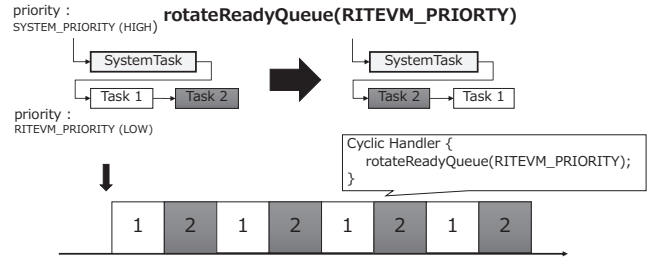 priority :
SYSTEM_PRIORITY (HIGH)
rotateReadyQueue(RITEVM_PRIORTY)
SystemTask
SystemTask
Task 1
Task 2
Task 2
Task 1
priority :
RITEVM_PRIORITY (LOW)
Cyclic Handler {
rotateReadyQueue(RITEVM_PRIORITY);
}
1 2 1 2 1 2 1 2